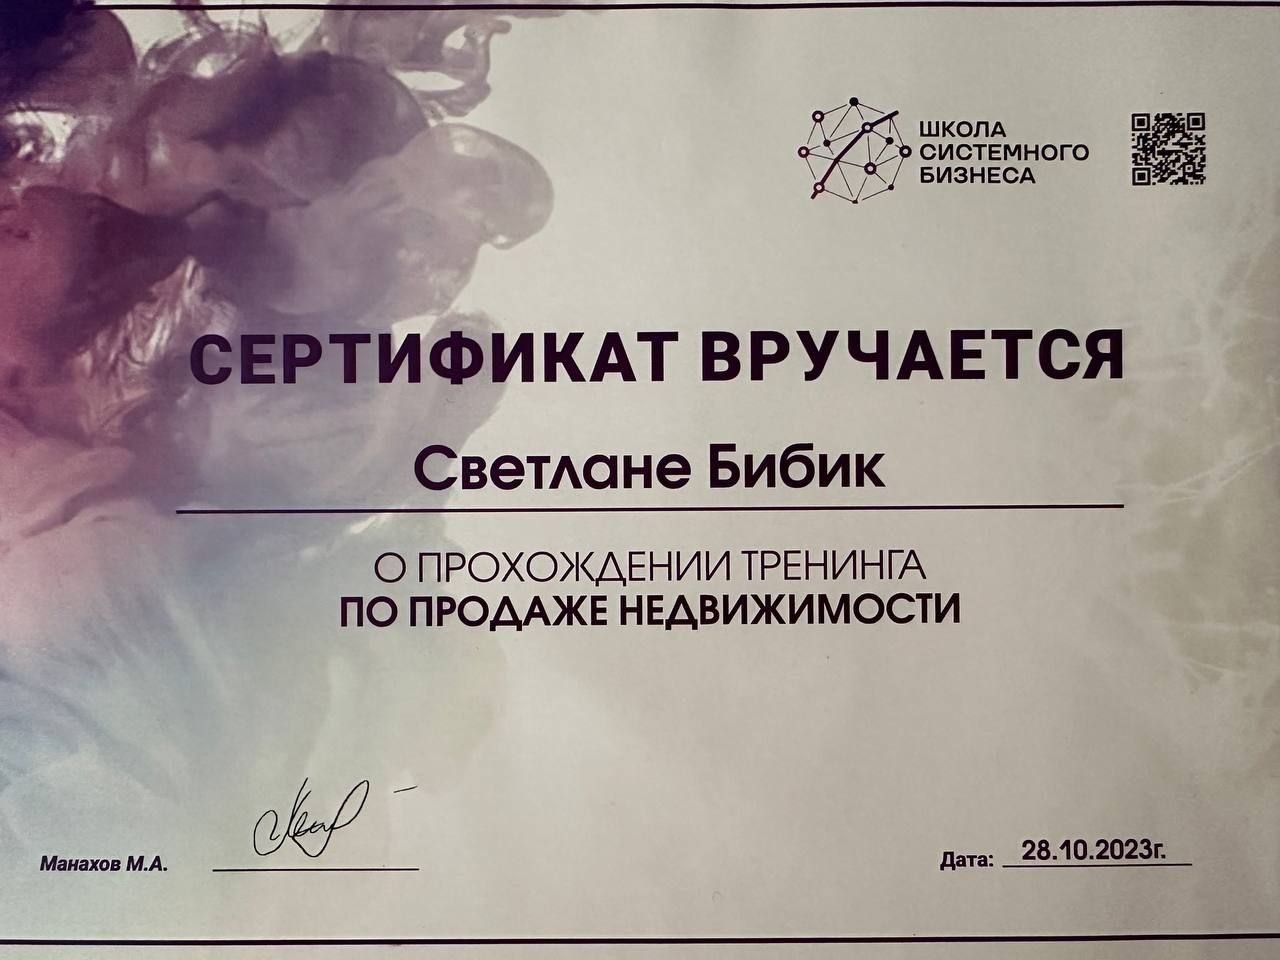 ШКОЛА
СИСТЕМНОГО
БИЗНЕСА
СЕРТИФИКАТ ВРУЧАЕТСЯ
Светлане Бибик
О ПРОХОЖДЕНИИ ТРЕНИНГА
ПО ПРОДАЖЕ НЕДВИЖИМОСТИ
Манахов М.А.
Дата: 28.10.2023г.